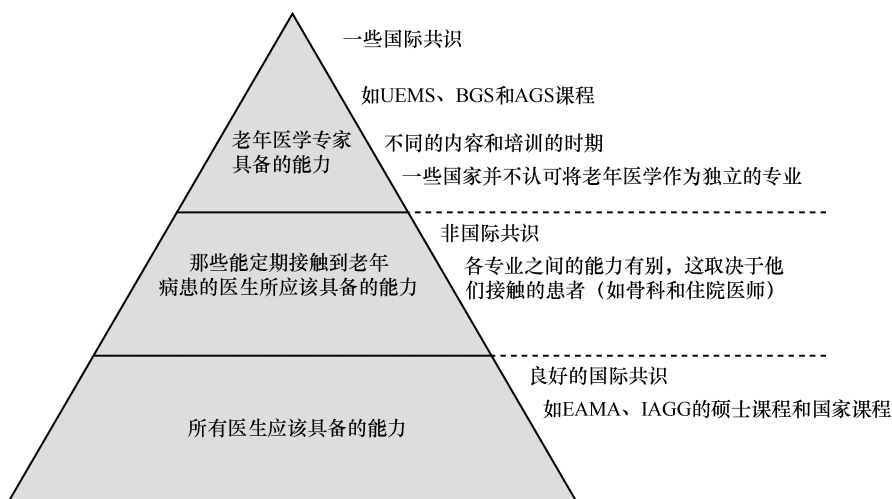 一些国际共识
如UEMS、BGS和AGS课程
老年医学专家
具备的能力
不同的内容和培训的时期
一些国家并不认可将老年医学作为独立的专业
非国际共识
那些能定期接触到老年
病患的医生所应该具备的能力
各专业之间的能力有别，这取决于他
们接触的患者（如骨科和住院医师）
良好的国际共识
如EAMA、IAGG的硕士课程和国家课程
所有医生应该具备的能力